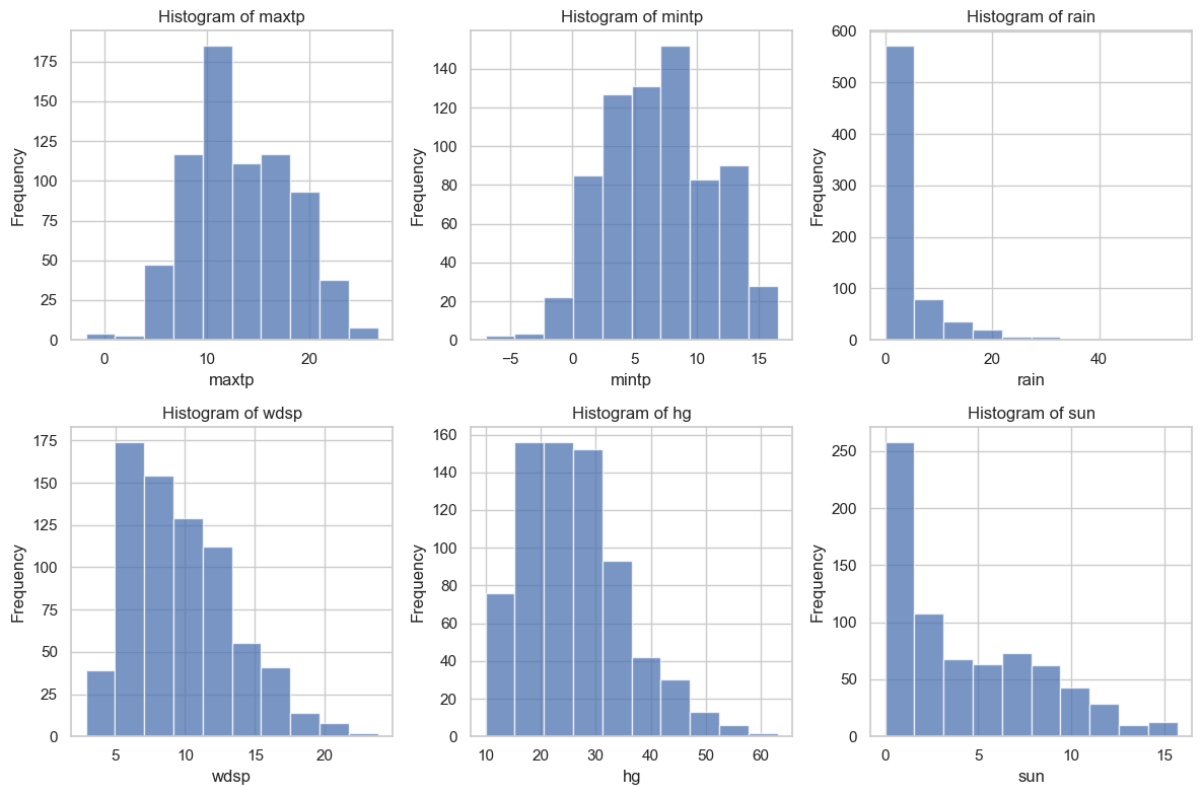 Histogram of maxtp
175
150
125
100
75
50
25
0
Frequency
0 10 20
maxtp
Histogram of mintp
140
120
100
80
60
40
20
0
Frequency
−5 0 5 10 15
mintp
Histogram of rain
600
500
400
300
200
100
0
Frequency
0 20 40
rain
Histogram of wdsp
175
150
125
100
75
50
25
0
Frequency
5 10 15 20
wdsp
Histogram of hg
160
140
120
100
80
60
40
20
0
Frequency
10 20 30 40 50 60
hg
Histogram of sun
250
200
150
100
50
0
Frequency
0 5 10 15
sun